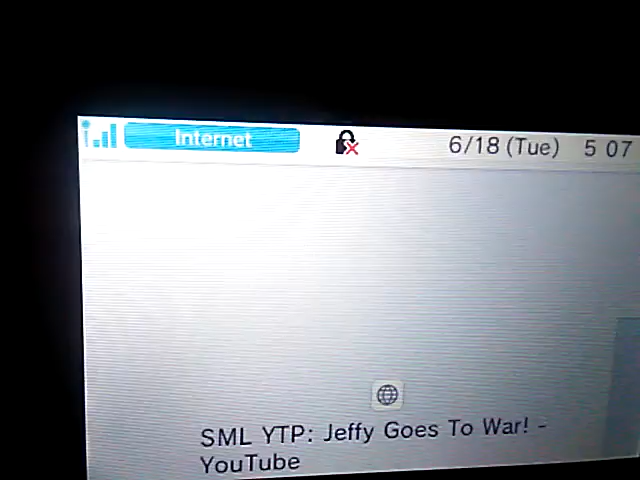 Internet 6/18 (Tue) 5 07
SML YTP: Jeffy Goes To War! -
YouTube